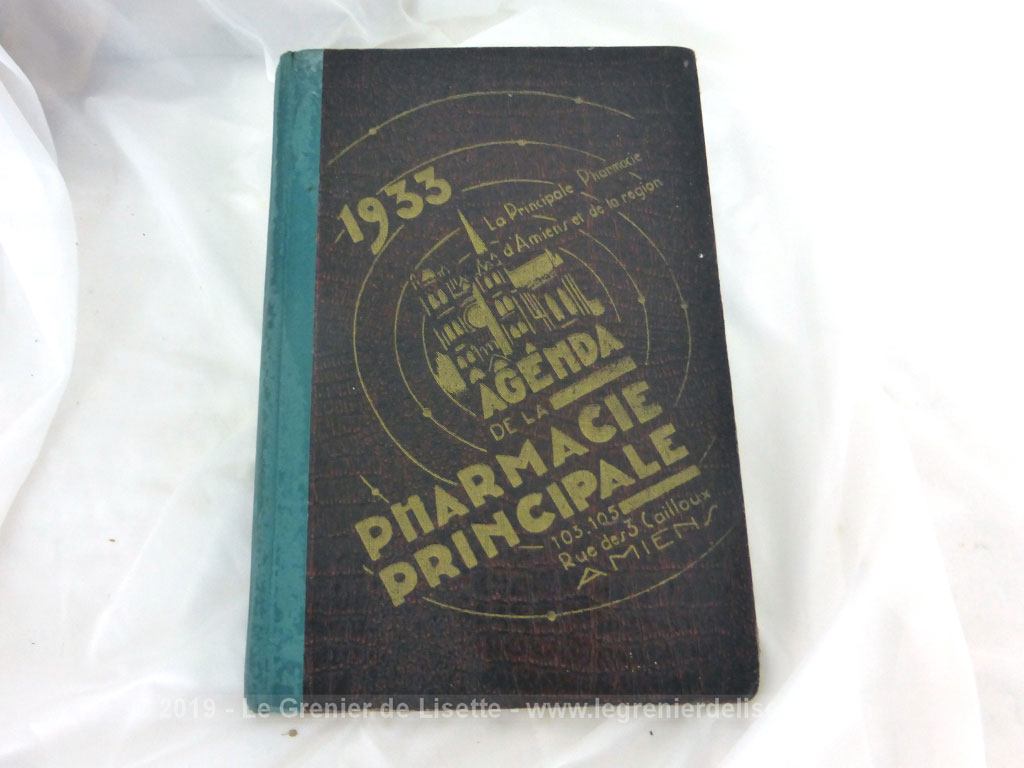 1933
La Principale Pharmacie
d'Amiens et de la région
AGENDA
DE LA
PHARMACIE
PRINCIPALE
103.105
Rue des 3 Cailloux
AMIENS
2019 - Le Grenier de Lisette - www.legrenierdelise